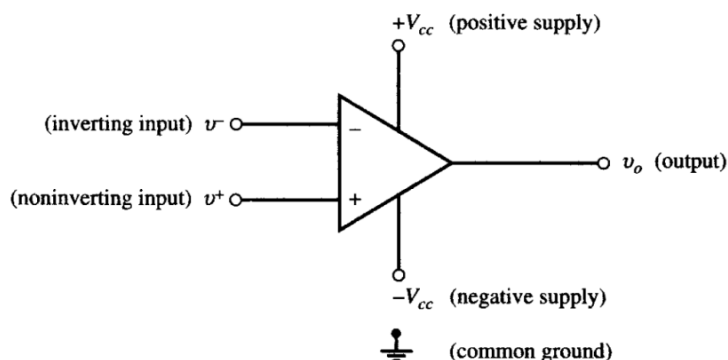 +V_cc (positive supply)
(inverting input) v^-
−
(noninverting input) v^+
+
v_o (output)
−V_cc (negative supply)
(common ground)